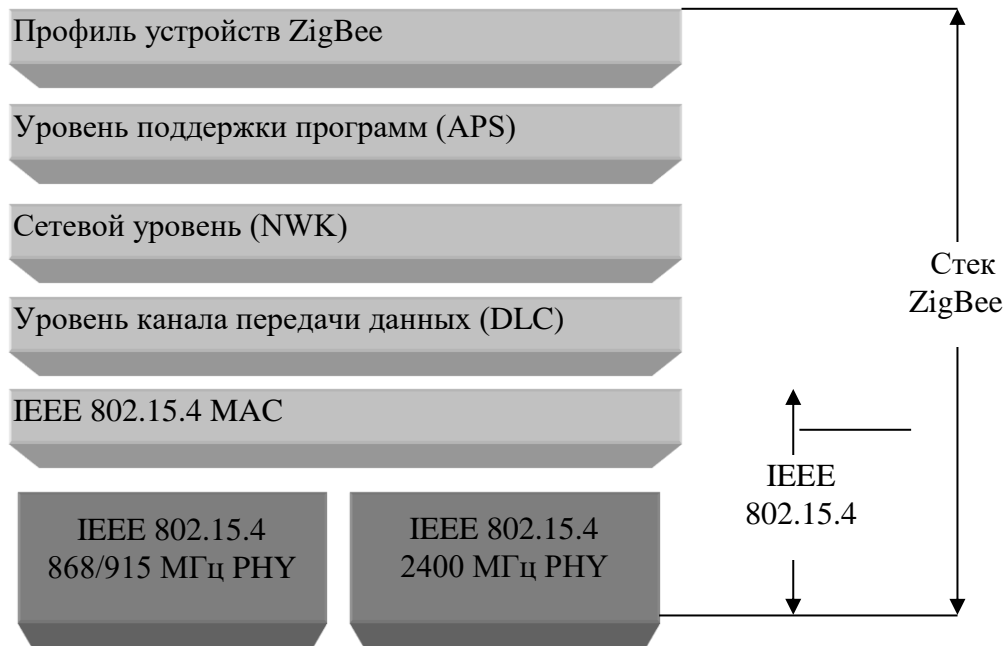 Профиль устройств ZigBee
Уровень поддержки программ (APS)
Сетевой уровень (NWK)
Уровень канала передачи данных (DLC)
IEEE 802.15.4 MAC
IEEE 802.15.4
868/915 МГц PHY
IEEE 802.15.4
2400 МГц PHY
IEEE
802.15.4
Стек
ZigBee